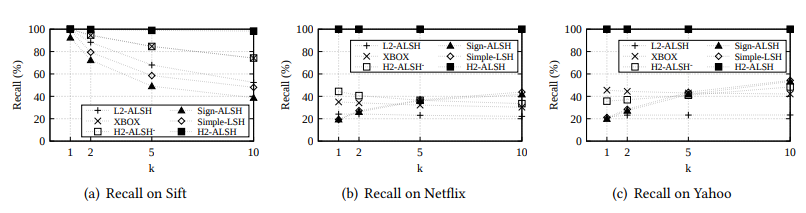 Recall (%)
100
80
60
40
20
0
L2-ALSH
XBOX
H2-ALSH-
Sign-ALSH
Simple-LSH
H2-ALSH
1 2 5 10
k
(a) Recall on Sift
Recall (%)
100
80
60
40
20
0
L2-ALSH
XBOX
H2-ALSH-
Sign-ALSH
Simple-LSH
H2-ALSH
1 2 5 10
k
(b) Recall on Netflix
Recall (%)
100
80
60
40
20
0
L2-ALSH
XBOX
H2-ALSH-
Sign-ALSH
Simple-LSH
H2-ALSH
1 2 5 10
k
(c) Recall on Yahoo